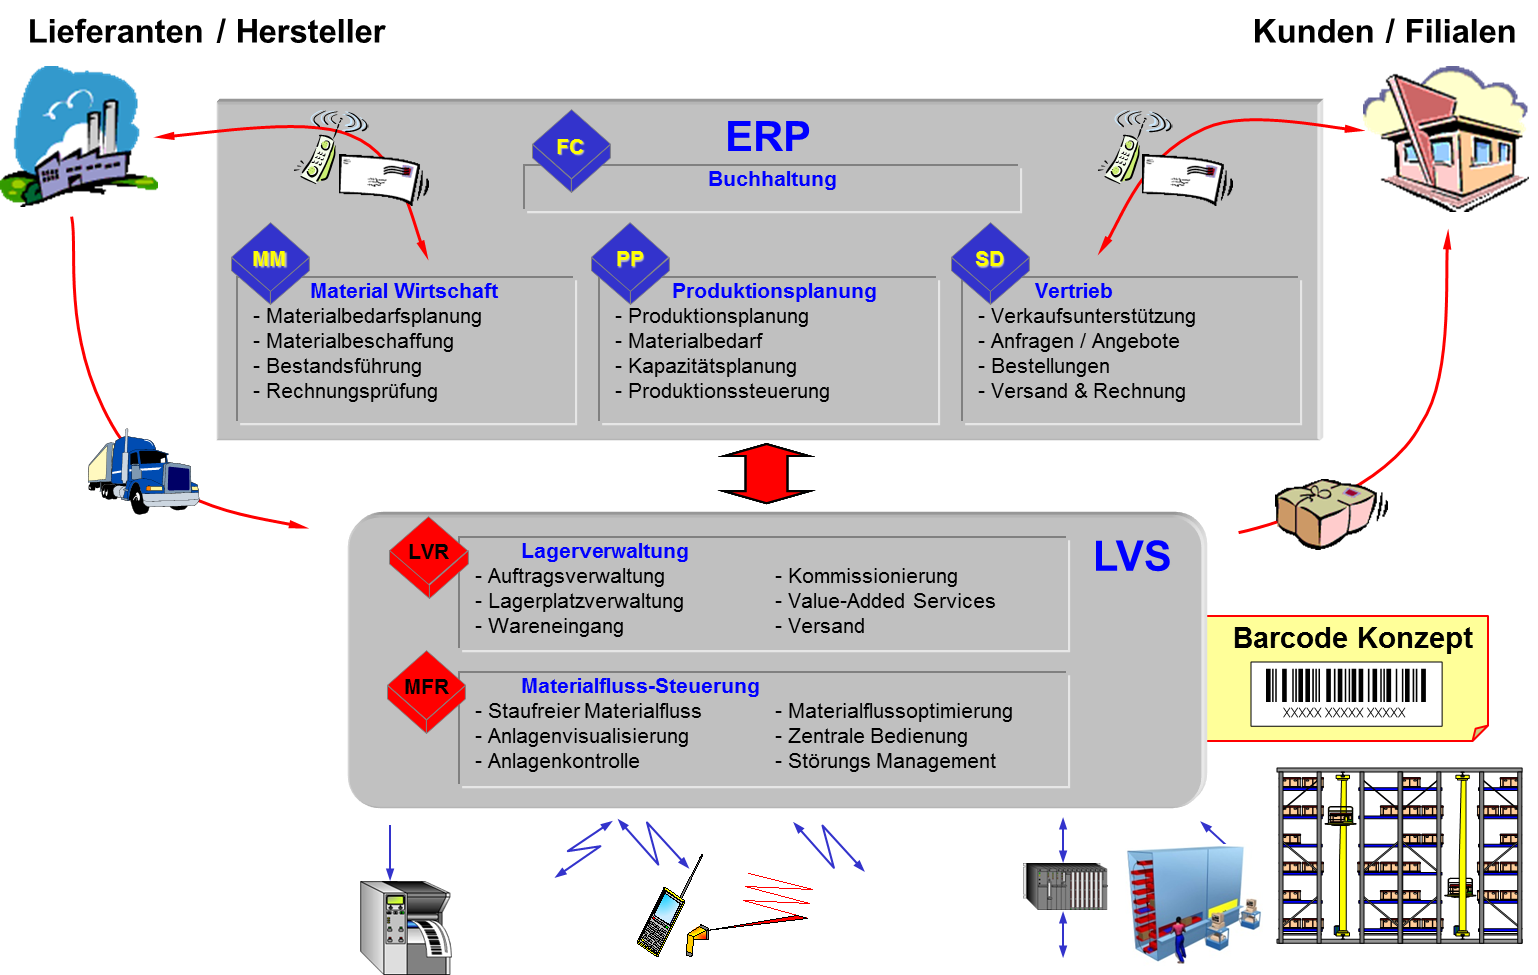 Lieferanten / Hersteller
Kunden / Filialen
ERP
FC
Buchhaltung
MM
Material Wirtschaft
- Materialbedarfsplanung
- Materialbeschaffung
- Bestandsführung
- Rechnungsprüfung
PP
Produktionsplanung
- Produktionsplanung
- Materialbedarf
- Kapazitätsplanung
- Produktionssteuerung
SD
Vertrieb
- Verkaufsunterstützung
- Anfragen / Angebote
- Bestellungen
- Versand & Rechnung
LVS
LVR
Lagerverwaltung
- Auftragsverwaltung
- Lagerplatzverwaltung
- Wareneingang
- Kommissionierung
- Value-Added Services
- Versand
MFR
Materialfluss-Steuerung
- Staufreier Materialfluss
- Anlagenvisualisierung
- Anlagenkontrolle
- Materialflussoptimierung
- Zentrale Bedienung
- Störungs Management
Barcode Konzept
XXXXX XXXXX XXXXX